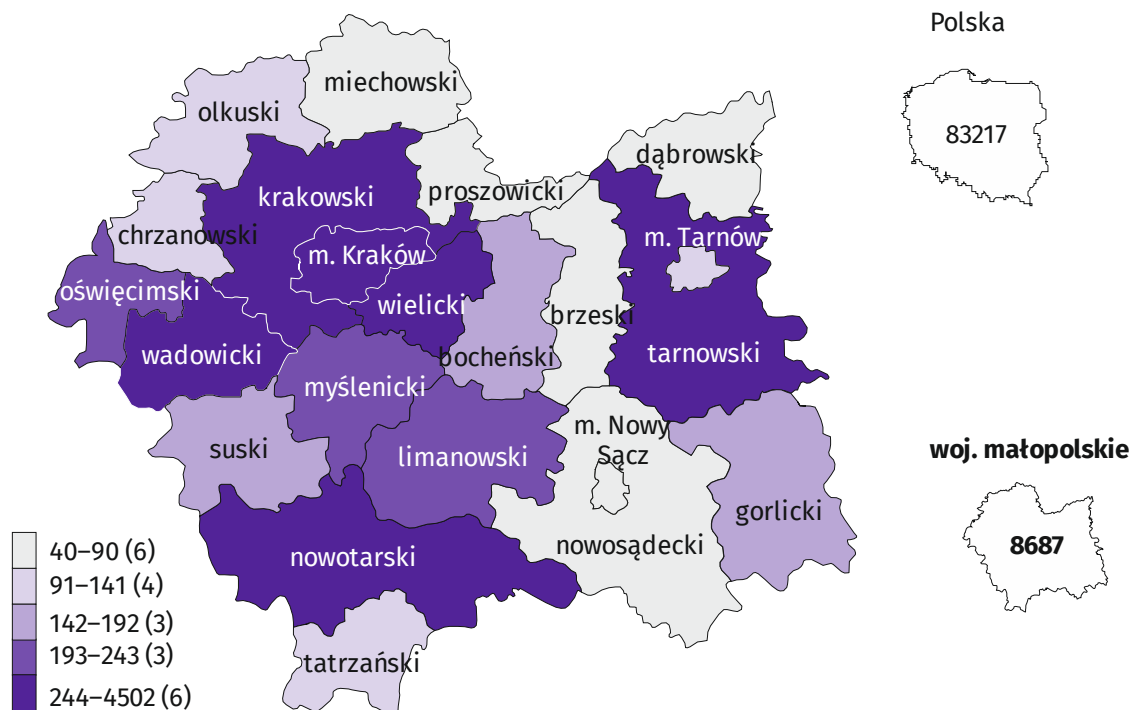 Polska
miechowski
olkuski
83217
dąbrowski
krakowski
proszowicki
chrzanowski
m. Kraków
m. Tarnów
oświęcimski
wielicki
brzeski
wadowicki
bocheński
tarnowski
myślenicki
m. Nowy
Sącz
suski
limanowski
woj. małopolskie
gorlicki
8687
nowotarski
nowosądecki
40–90 (6)
91–141 (4)
142–192 (3)
193–243 (3)
244–4502 (6)
tatrzański